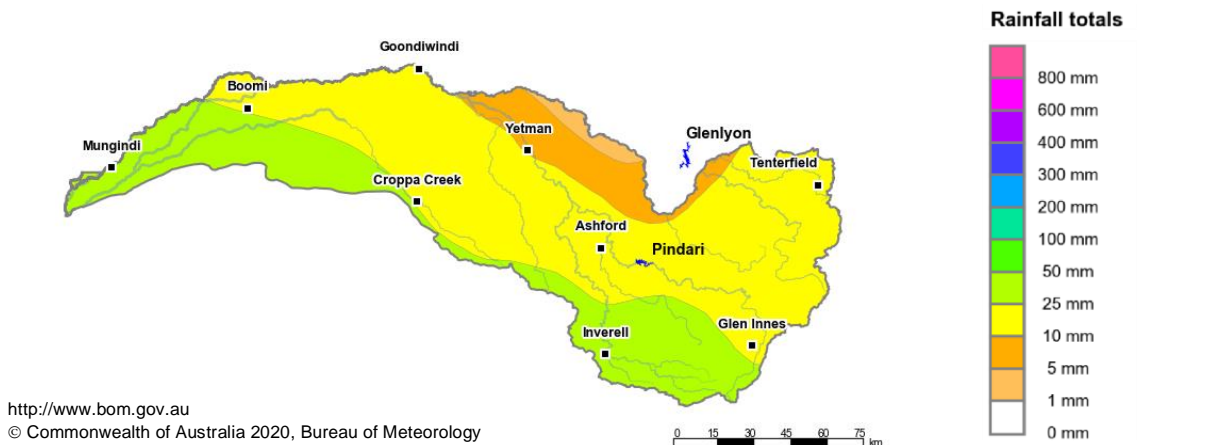 Rainfall totals
Goondiwindi
Boomi
Yetman
Glenlyon
Mungindi
Tenterfield
Croppa Creek
Ashford
Pindari
Inverell
Glen Innes
800 mm
600 mm
400 mm
300 mm
200 mm
100 mm
50 mm
25 mm
10 mm
5 mm
1 mm
0 mm
http://www.bom.gov.au
© Commonwealth of Australia 2020, Bureau of Meteorology
0 15 30 45 60 75 km